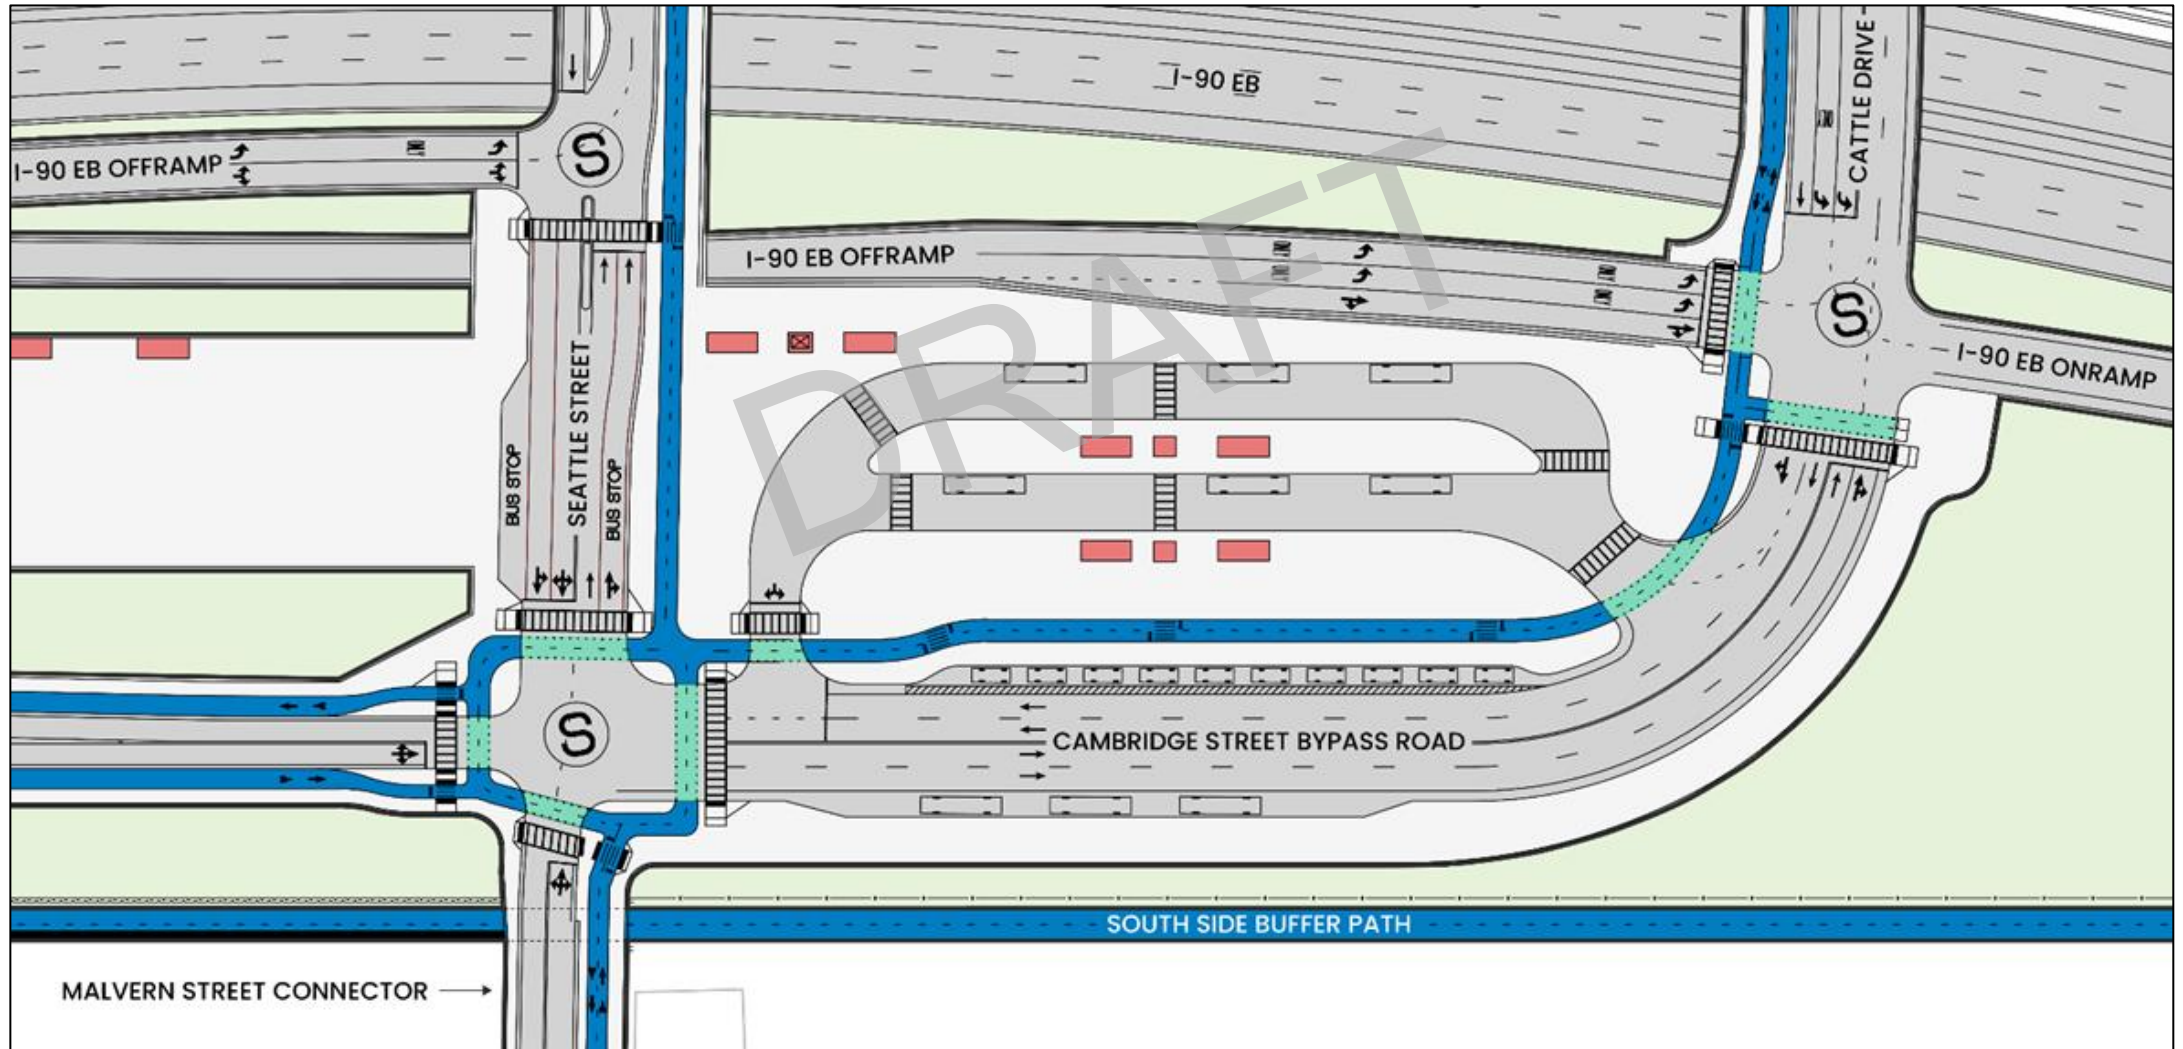 I-90 EB
CATTLE DRIVE
I-90 EB OFFRAMP
S
I-90 EB OFFRAMP
S
I-90 EB ONRAMP
DRAFT
BUS STOP
SEATTLE STREET
BUS STOP
S
CAMBRIDGE STREET BYPASS ROAD
SOUTH SIDE BUFFER PATH
MALVERN STREET CONNECTOR